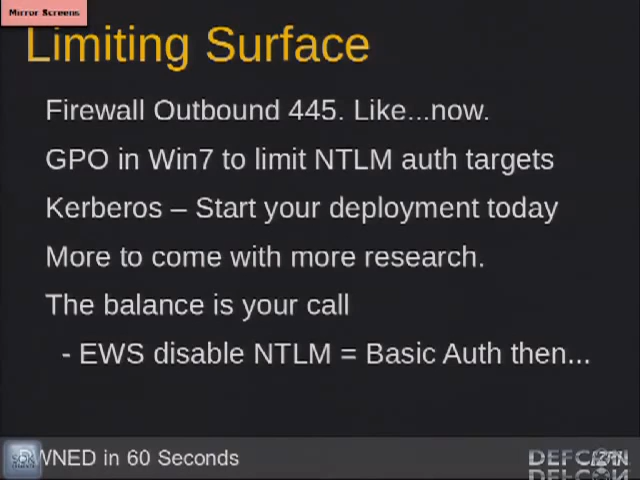 Mirror Screens
Limiting Surface
Firewall Outbound 445. Like...now.
GPO in Win7 to limit NTLM auth targets
Kerberos – Start your deployment today
More to come with more research.
The balance is your call
- EWS disable NTLM = Basic Auth then...
WNED in 60 Seconds
DEFCON